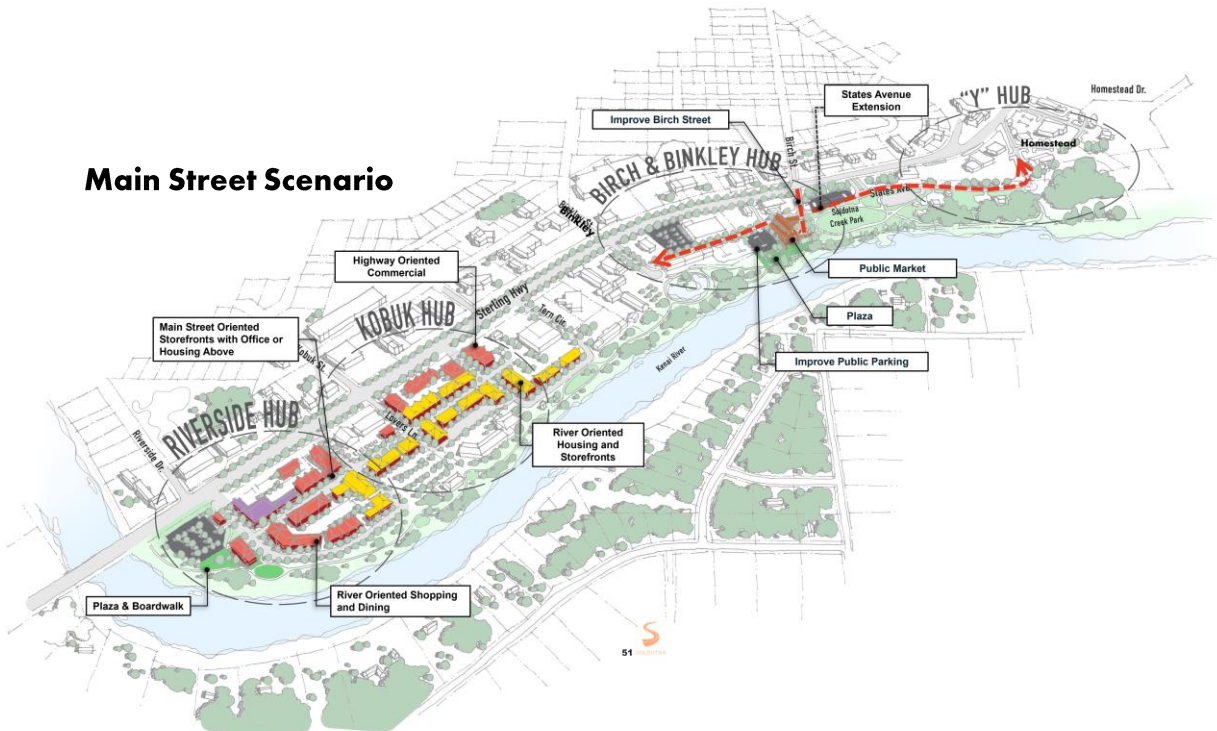 Main Street Scenario
States Avenue
Extension
"Y" HUB
Homestead Dr.
Improve Birch Street
Birch St.
Homestead
BIRCH & BINKLEY HUB
States Ave
Soldotna
Creek Park
Binkley St.
Binkley
Public Market
Highway Oriented
Commercial
Sterling Hwy
Plaza
KOBUK HUB
Tern Cir.
Main Street Oriented
Storefronts with Office or
Housing Above
Kobuk St.
Kenai River
Improve Public Parking
RIVERSIDE HUB
Lovers Ln
River Oriented
Housing and
Storefronts
Riverside Dr.
Plaza & Boardwalk
River Oriented Shopping
and Dining
51
SOLDOTNA